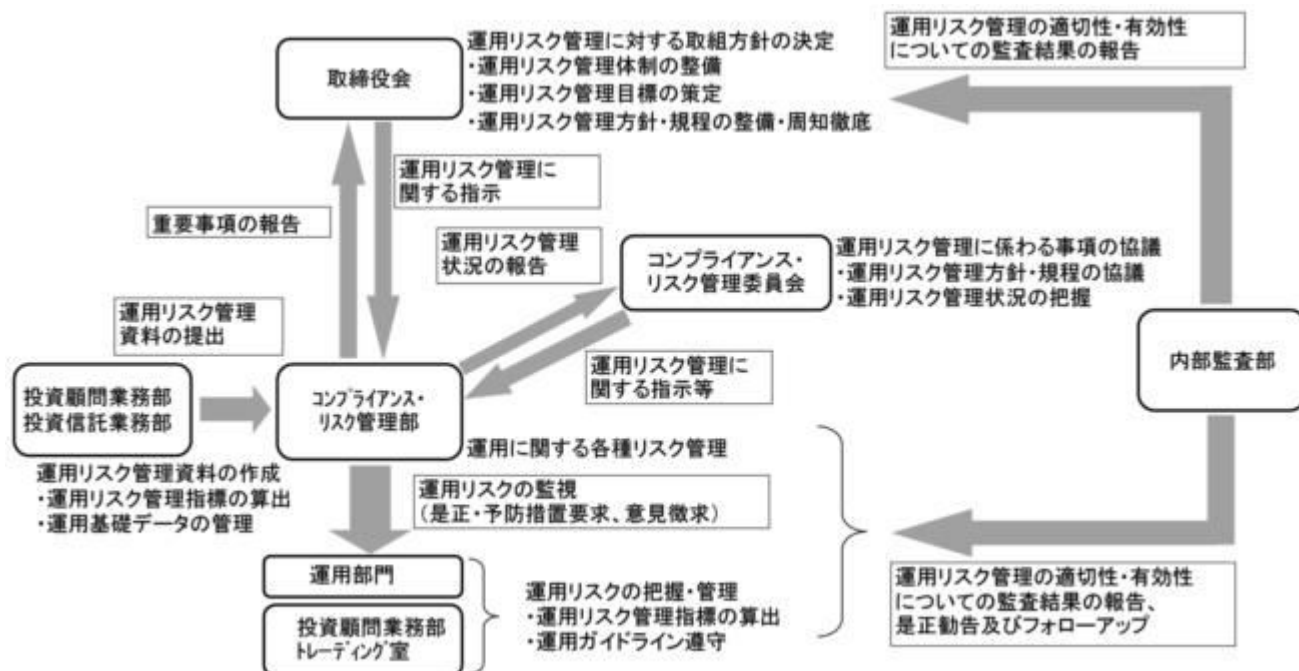 取締役会
運用リスク管理に対する取組方針の決定
・運用リスク管理体制の整備
・運用リスク管理目標の策定
・運用リスク管理方針・規程の整備・周知徹底
運用リスク管理の適切性・有効性
についての監査結果の報告
運用リスク管理に
関する指示
重要事項の報告
運用リスク管理
状況の報告
コンプライアンス・
リスク管理委員会
運用リスク管理に係わる事項の協議
・運用リスク管理方針・規程の協議
・運用リスク管理状況の把握
運用リスク管理
資料の提出
運用リスク管理に
関する指示等
内部監査部
投資顧問業務部
投資信託業務部
コンプライアンス・
リスク管理部
運用に関する各種リスク管理
運用リスク管理資料の作成
・運用リスク管理指標の算出
・運用基礎データの管理
運用リスクの監視
(是正・予防措置要求、意見徴求)
運用部門
投資顧問業務部
トレーディング室
運用リスクの把握・管理
・運用リスク管理指標の算出
・運用ガイドライン遵守
運用リスク管理の適切性・有効性
についての監査結果の報告、
是正勧告及びフォローアップ